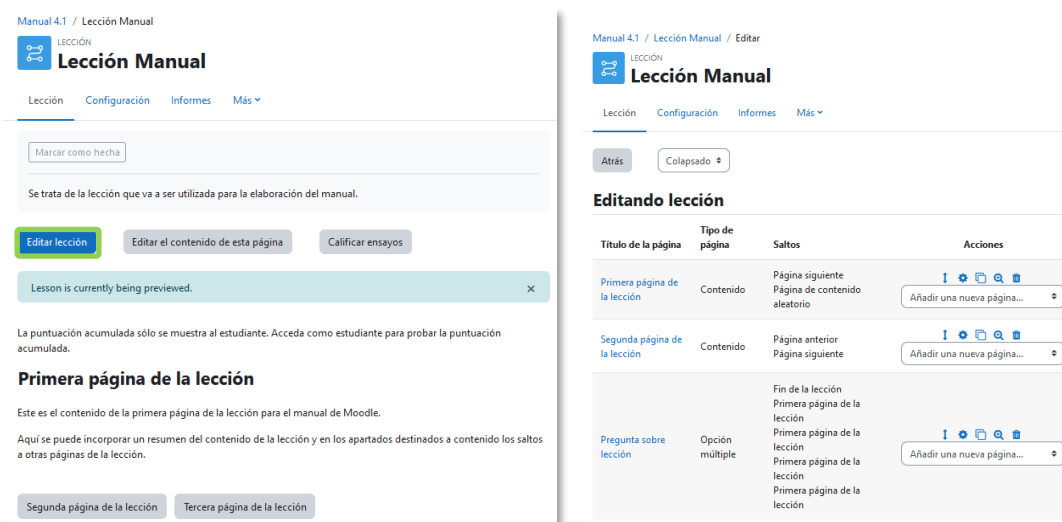 Manual 4.1 / Lección Manual
LECCIÓN
Lección Manual
Lección Configuración Informes Más
Marcar como hecha
Se trata de la lección que va a ser utilizada para la elaboración del manual.
Editar lección Editar el contenido de esta página Calificar ensayos
Lesson is currently being previewed. ×
La puntuación acumulada sólo se muestra al estudiante. Acceda como estudiante para probar la puntuación
acumulada.
Primera página de la lección
Este es el contenido de la primera página de la lección para el manual de Moodle.
Aquí se puede incorporar un resumen del contenido de la lección y en los apartados destinados a contenido los saltos
a otras páginas de la lección.
Segunda página de la lección Tercera página de la lección
Manual 4.1 / Lección Manual / Editar
LECCIÓN
Lección Manual
Lección Configuración Informes Más
Atrás Colapsado
Editando lección
Título de la página Tipo de página Saltos Acciones
Primera página de
la lección
Contenido
Página siguiente
Página de contenido
aleatorio
Añadir una nueva página...
Segunda página de
la lección
Contenido
Página anterior
Página siguiente
Añadir una nueva página...
Pregunta sobre
lección
Opción
múltiple
Fin de la lección
Primera página de la
lección
Primera página de la
lección
Primera página de la
lección
Primera página de la
lección
Añadir una nueva página...